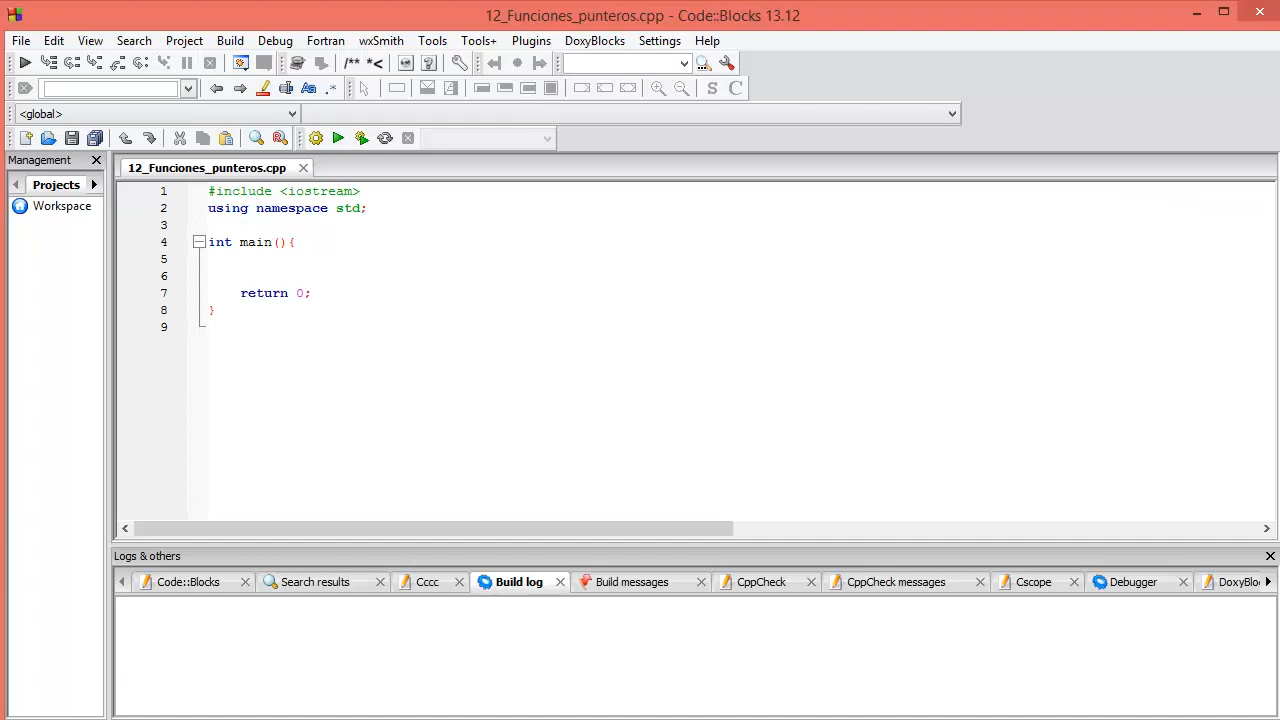 12_Funciones_punteros.cpp - Code::Blocks 13.12
File Edit View Search Project Build Debug Fortran wxSmith Tools Tools+ Plugins DoxyBlocks Settings Help
/** *<
Aa .* S C
<global>
Management
12_Funciones_punteros.cpp
Projects
Workspace
1 #include <iostream>
2 using namespace std;
3
4 int main(){
5
6
7 return 0;
8 }
9
Logs & others
Code::Blocks Search results Cccc Build log Build messages CppCheck CppCheck messages Cscope Debugger DoxyBlo